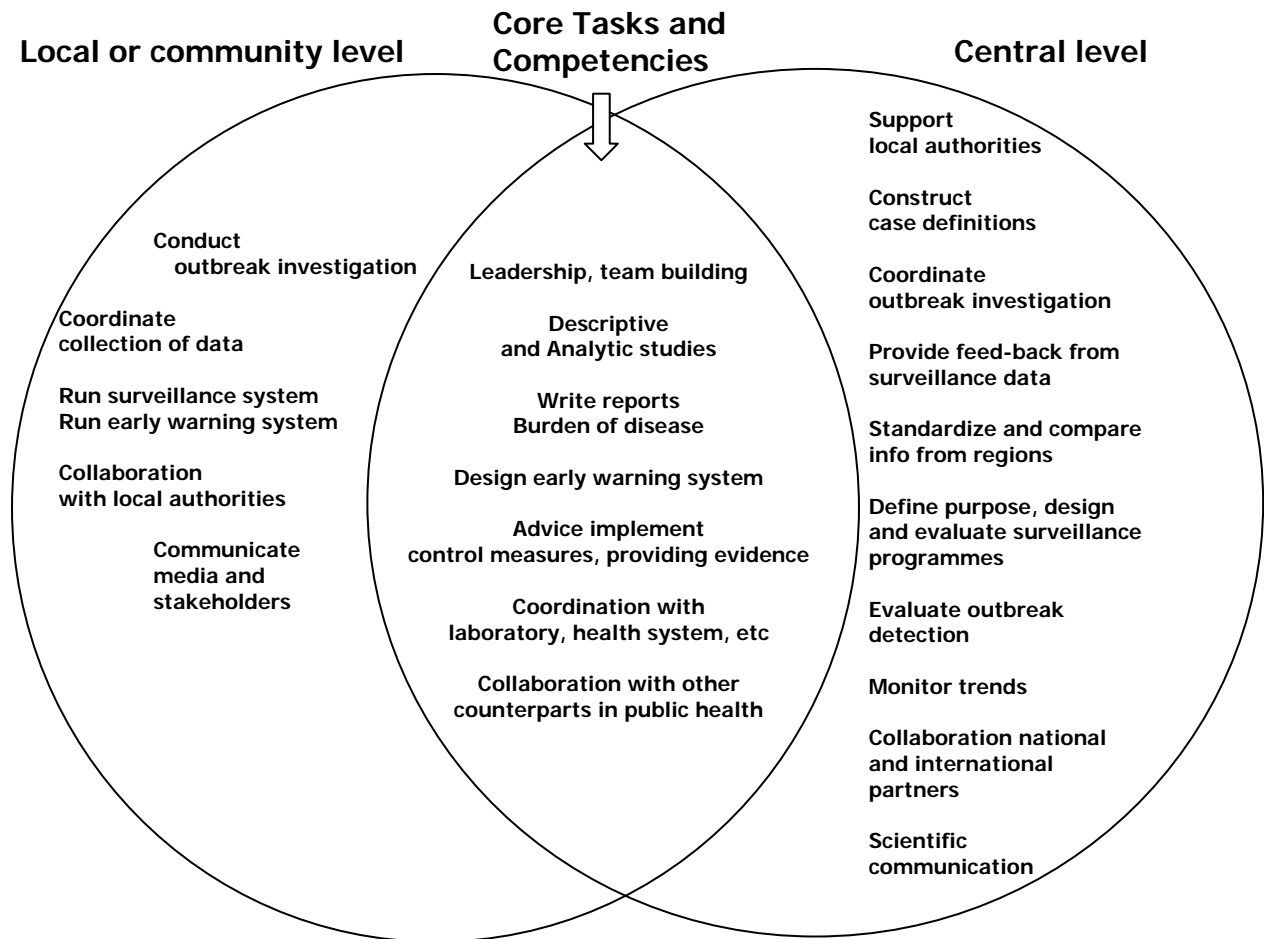 Local or community level
Core Tasks and
Competencies
Central level
Conduct
outbreak investigation
Coordinate
collection of data
Run surveillance system
Run early warning system
Collaboration
with local authorities
Communicate
media and
stakeholders
Leadership, team building
Descriptive
and Analytic studies
Write reports
Burden of disease
Design early warning system
Advice implement
control measures, providing evidence
Coordination with
laboratory, health system, etc
Collaboration with other
counterparts in public health
Support
local authorities
Construct
case definitions
Coordinate
outbreak investigation
Provide feed-back from
surveillance data
Standardize and compare
info from regions
Define purpose, design
and evaluate surveillance
programmes
Evaluate outbreak
detection
Monitor trends
Collaboration national
and international
partners
Scientific
communication